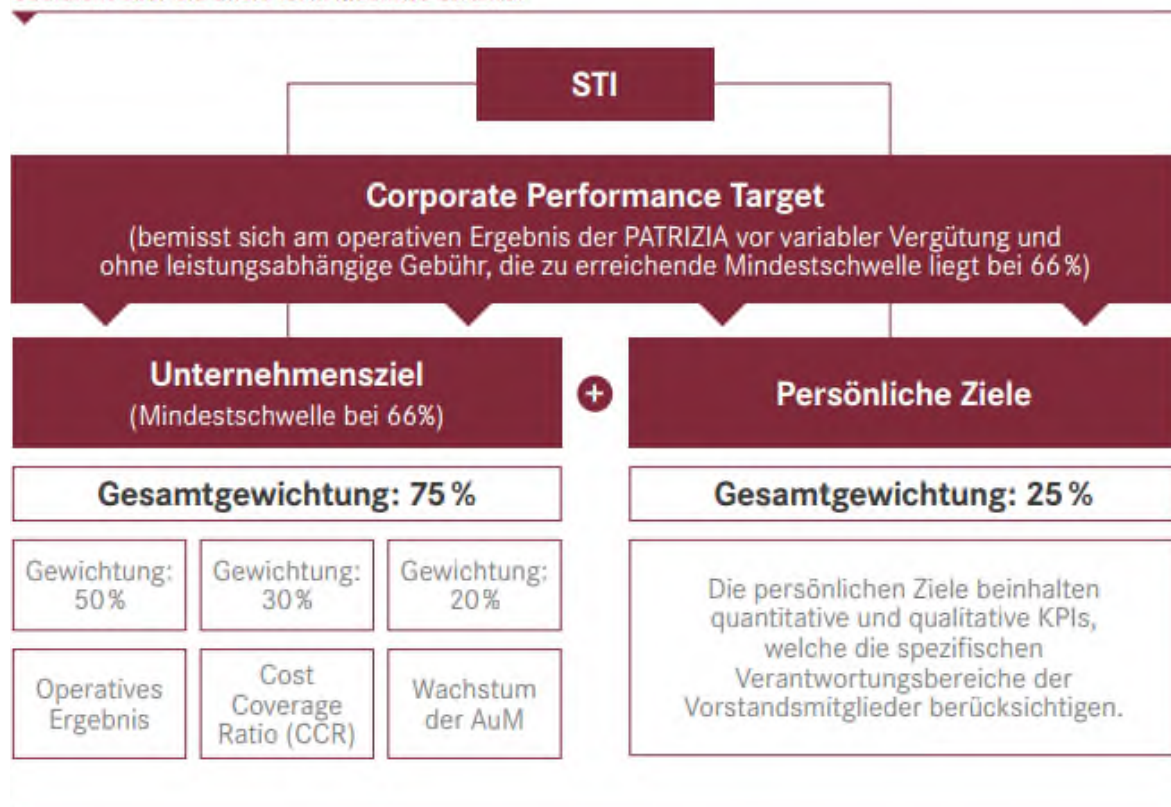 STI
Corporate Performance Target
(bemisst sich am operativen Ergebnis der PATRIZIA vor variabler Vergütung und
ohne leistungsabhängige Gebühr, die zu erreichende Mindestschwelle liegt bei 66 %)
Unternehmensziel
(Mindestschwelle bei 66%)
+
Persönliche Ziele
Gesamtgewichtung: 75 %
Gesamtgewichtung: 25 %
Gewichtung:
50 %
Gewichtung:
30 %
Gewichtung:
20 %
Operatives
Ergebnis
Cost
Coverage
Ratio (CCR)
Wachstum
der AuM
Die persönlichen Ziele beinhalten
quantitative und qualitative KPIs,
welche die spezifischen
Verantwortungsbereiche der
Vorstandsmitglieder berücksichtigen.